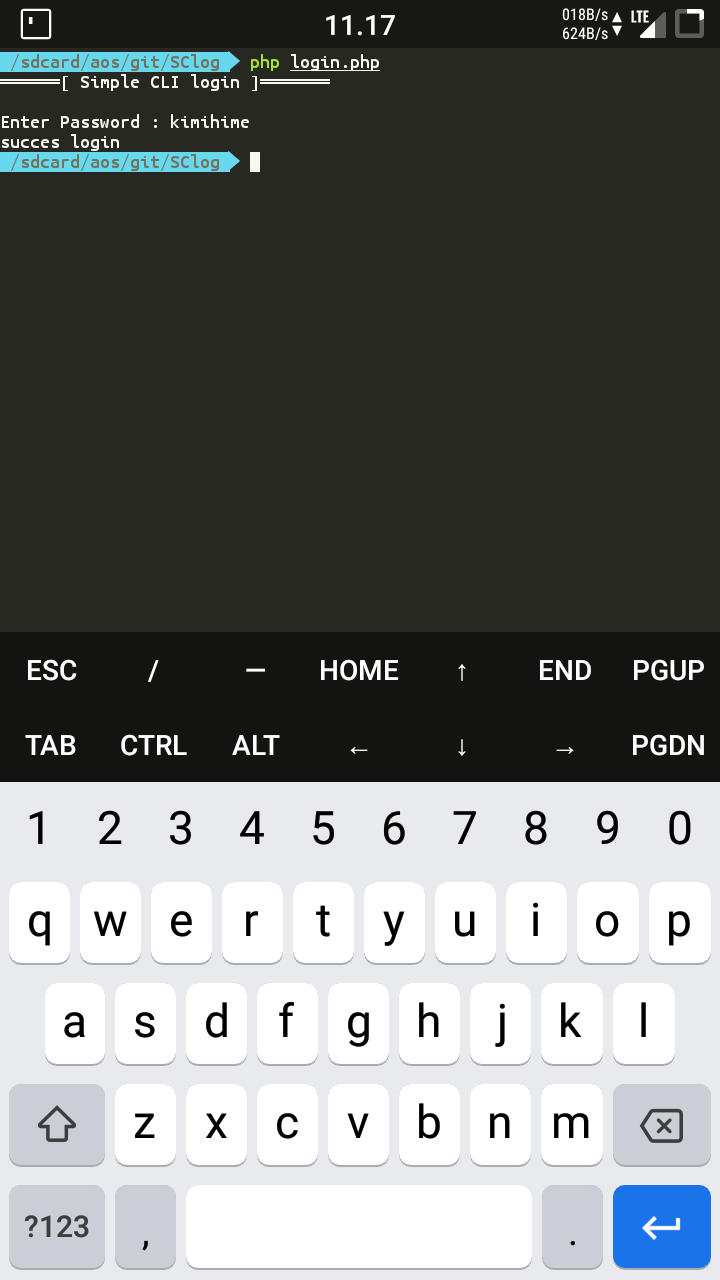 11.17
018B/s LTE
624B/s
/sdcard/aos/git/SClog php login.php
══════[ Simple CLI login ]═══════
Enter Password : kimihime
succes login
/sdcard/aos/git/SClog
ESC / — HOME ↑ END PGUP
TAB CTRL ALT ← ↓ → PGDN
1 2 3 4 5 6 7 8 9 0
q w e r t y u i o p
a s d f g h j k l
z x c v b n m
?123 , .